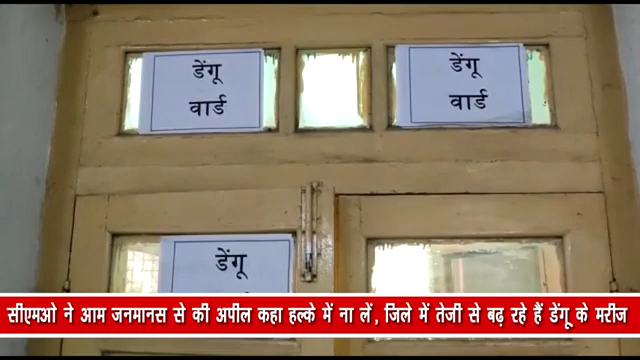 डेंगू
वार्ड
डेंगू
वार्ड
डेंगू
सीएमओ ने आम जनमानस से की अपील कहा हल्के में ना लें, जिले में तेजी से बढ़ रहे हैं डेंगू के मरीज